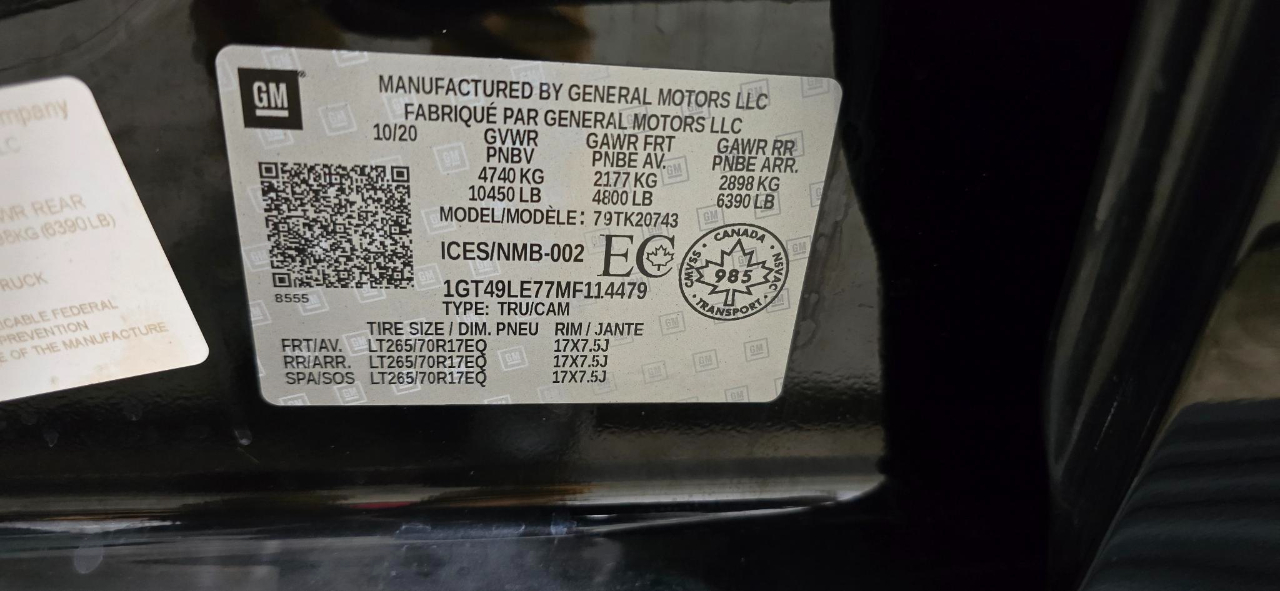 mpany
LC
WR REAR
98KG (6390LB)
RUCK
ICABLE FEDERAL
PREVENTION
E OF THE MANUFACTURE
GM
MANUFACTURED BY GENERAL MOTORS LLC
FABRIQUÉ PAR GENERAL MOTORS LLC
10/20 GVWR GAWR FRT GAWR RR
PNBV PNBE AV. PNBE ARR.
4740 KG 2177 KG 2898 KG
10450 LB 4800 LB 6390 LB
MODEL/MODÈLE: 79TK20743
ICES/NMB-002 EC
CANADA
CMVSS 985 NSVAC
TRANSPORT
8555
1GT49LE77MF114479
TYPE: TRU/CAM
TIRE SIZE / DIM. PNEU RIM / JANTE
FRT/AV. LT265/70R17EQ 17X7.5J
RR/ARR. LT265/70R17EQ 17X7.5J
SPA/SOS LT265/70R17EQ 17X7.5J